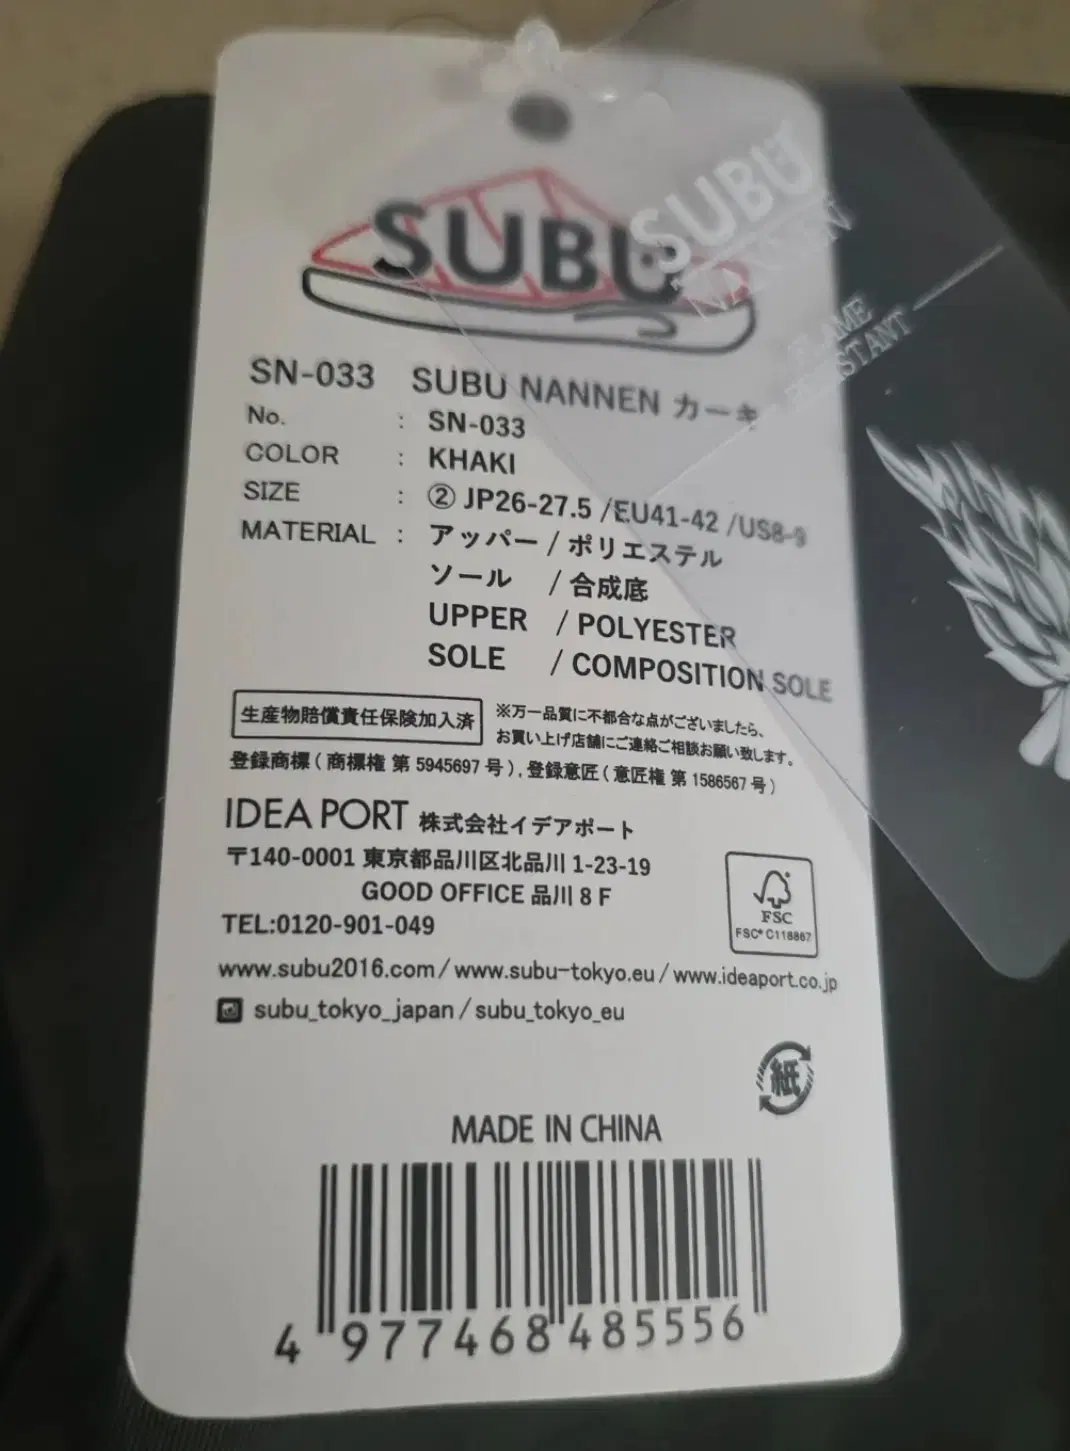 SUBU
SUBU
NANNEN
FLAME
RESISTANT
SN-033 SUBU NANNEN カーキ
No. : SN-033
COLOR : KHAKI
SIZE : ② JP26-27.5 /EU41-42 /US8-9
MATERIAL : アッパー / ポリエステル
ソール / 合成底
UPPER / POLYESTER
SOLE / COMPOSITION SOLE
生産物賠償責任保険加入済
※万一品質に不都合な点がございましたら、
お買い上げ店舗にご連絡ご相談お願い致します。
登録商標(商標権 第 5945697 号), 登録意匠(意匠権 第 1586567 号)
IDEA PORT 株式会社イデアポート
〒140-0001 東京都品川区北品川 1-23-19
GOOD OFFICE 品川 8 F
TEL:0120-901-049
FSC
FSC® C118867
www.subu2016.com / www.subu-tokyo.eu / www.ideaport.co.jp
subu_tokyo_japan / subu_tokyo_eu
紙
MADE IN CHINA
4 977468 485556